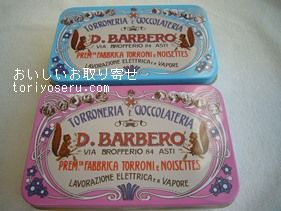 TORRONERIA E CIOCCOLATERIA
D. BARBERO
VIA BROFFERIO 84 ASTI
PREM.TA FABBRICA TORRONI E NOISETTES
LAVORAZIONE ELETTRICA E A VAPORE
おいしいお取り寄せ
toriyoseru.com
TORRONERIA E CIOCCOLATERIA
D. BARBERO
VIA BROFFERIO 84 ASTI
PREM.TA FABBRICA TORRONI E NOISETTES
LAVORAZIONE ELETTRICA E A VAPORE